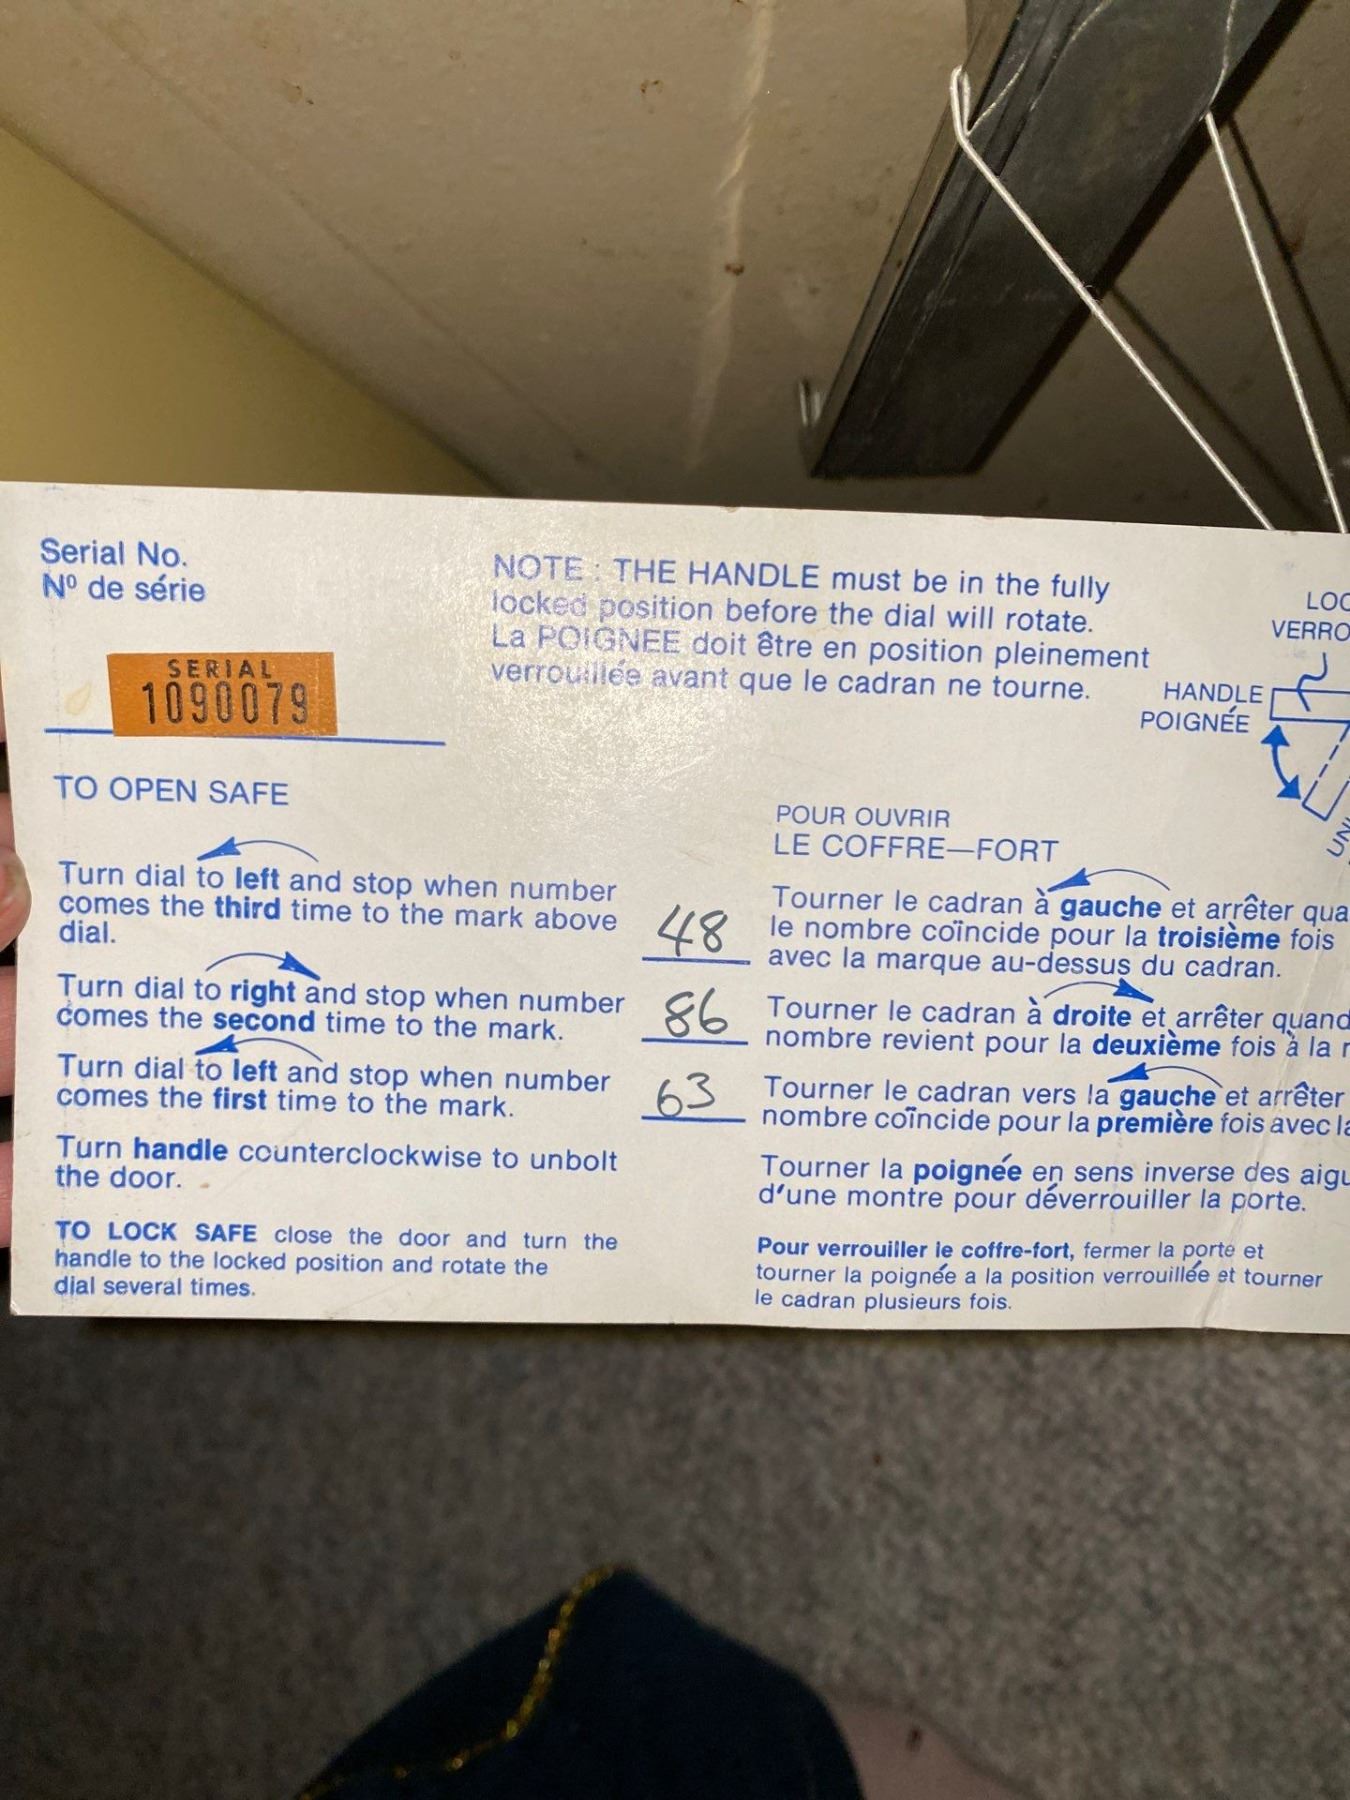 Serial No.
Nº de série
SERIAL
1090079
NOTE : THE HANDLE must be in the fully
locked position before the dial will rotate.
La POIGNEE doit être en position pleinement
verrouillée avant que le cadran ne tourne.
HANDLE
POIGNÉE
TO OPEN SAFE
Turn dial to left and stop when number
comes the third time to the mark above
dial.
48
Turn dial to right and stop when number
comes the second time to the mark.
86
Turn dial to left and stop when number
comes the first time to the mark.
63
Turn handle counterclockwise to unbolt
the door.
TO LOCK SAFE close the door and turn the
handle to the locked position and rotate the
dial several times.
POUR OUVRIR
LE COFFRE—FORT
Tourner le cadran à gauche et arrêter
le nombre coïncide pour la troisième fois
avec la marque au-dessus du cadran.
Tourner le cadran à droite et arrêter quand
nombre revient pour la deuxième fois à la
Tourner le cadran vers la gauche et arrêter
nombre coïncide pour la première fois avec
Tourner la poignée en sens inverse des
d'une montre pour déverrouiller la porte.
Pour verrouiller le coffre-fort, fermer la porte et
tourner la poignée a la position verrouillée et tourner
le cadran plusieurs fois.